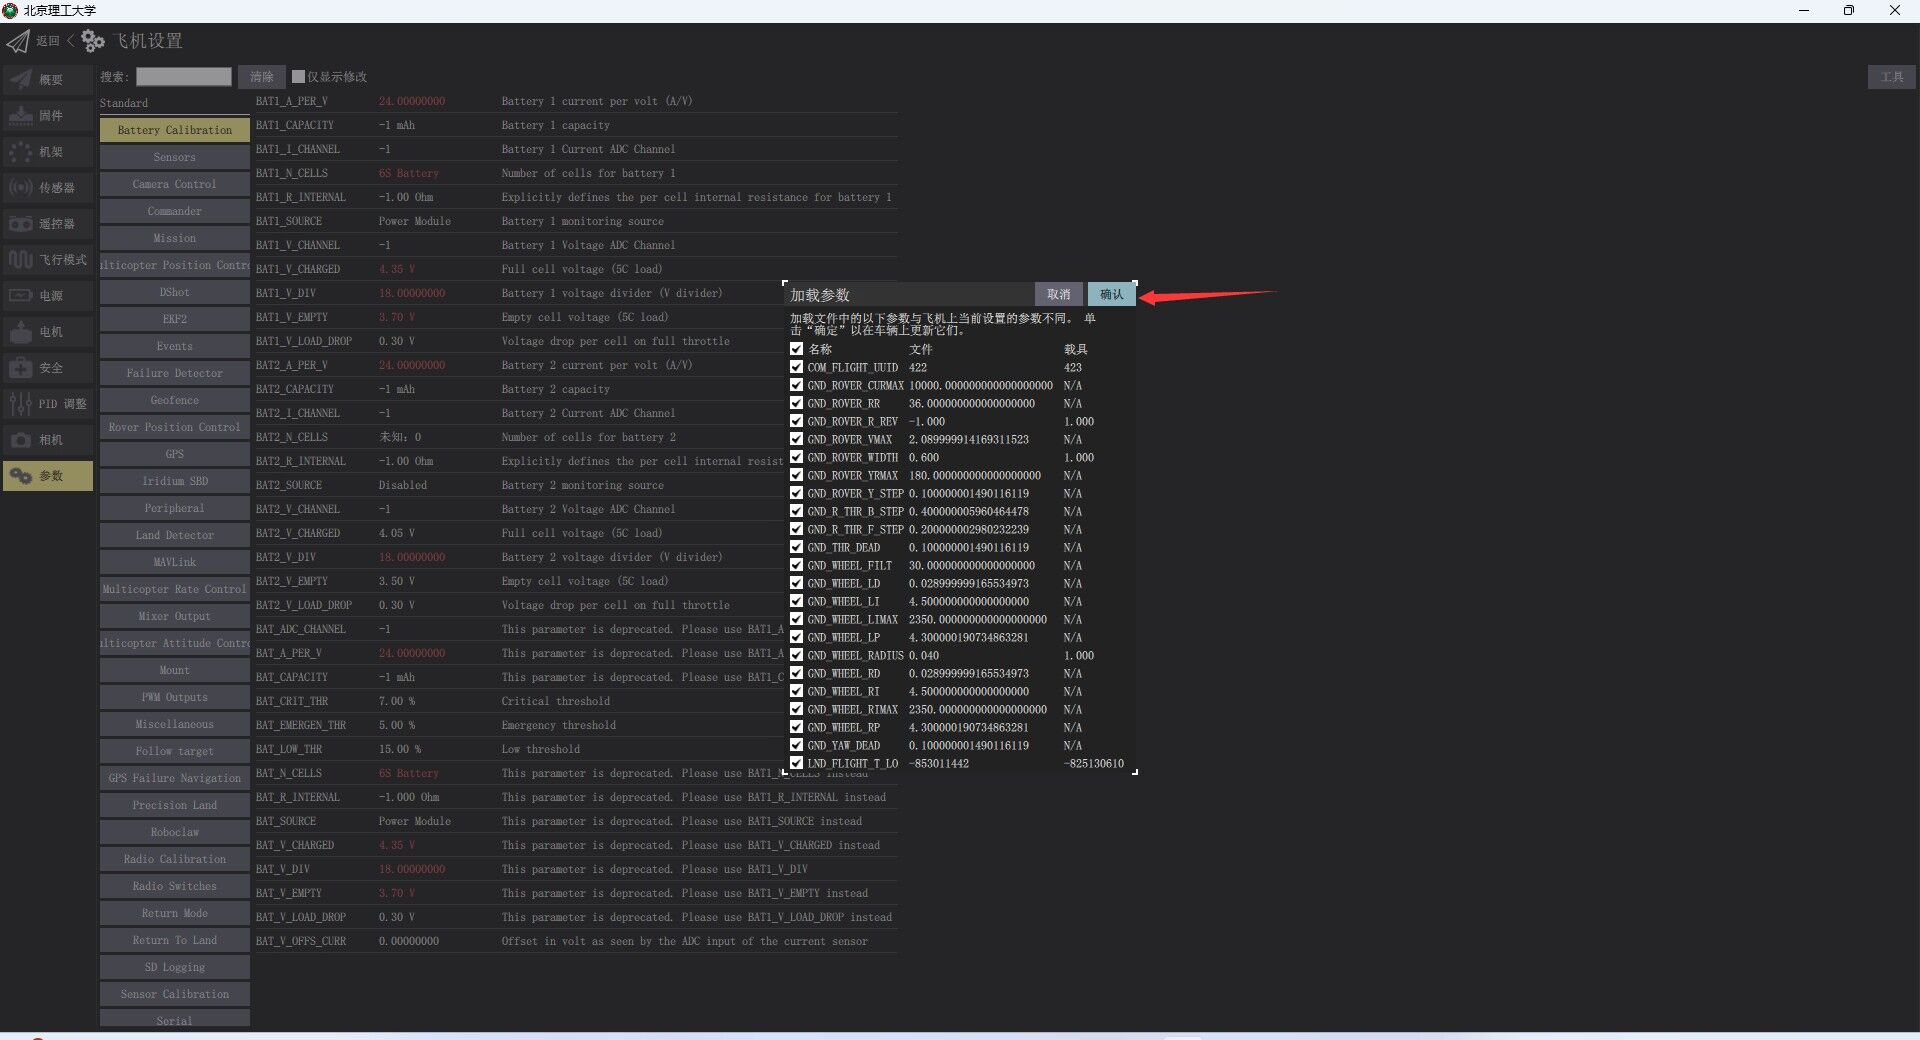 北京理工大学
返回
飞机设置
概要
固件
机架
传感器
遥控器
飞行模式
电源
电机
安全
PID 调整
相机
参数
搜索:
清除
仅显示修改
工具
Standard
Battery Calibration
Sensors
Camera Control
Commander
Mission
ulticopter Position Contro
DShot
EKF2
Events
Failure Detector
Geofence
Rover Position Control
GPS
Iridium SBD
Peripheral
Land Detector
MAVLink
Multicopter Rate Control
Mixor Output
ulticopter Attitude Contro
Mount
PWM Outputs
Miscellaneous
Follow target
GPS Failure Navigation
Precision Land
Roboclaw
Radio Calibration
Radio Switches
Return Mode
Return To Land
SD Logging
Sensor Calibration
Serial
BAT1_A_PER_V 24.00000000 Battery 1 current per volt (A/V)
BAT1_CAPACITY -1 mAh Battery 1 capacity
BAT1_I_CHANNEL -1 Battery 1 Current ADC Channel
BAT1_N_CELLS 6S Battery Number of cells for battery 1
BAT1_R_INTERNAL -1.00 Ohm Explicitly defines the per cell internal resistance for battery 1
BAT1_SOURCE Power Module Battery 1 monitoring source
BAT1_V_CHANNEL -1 Battery 1 Voltage ADC Channel
BAT1_V_CHARGED 4.35 V Full cell voltage (5C load)
BAT1_V_DIV 18.00000000 Battery 1 voltage divider (V divider)
BAT1_V_EMPTY 3.70 V Empty cell voltage (5C load)
BAT1_V_LOAD_DROP 0.30 V Voltage drop per cell on full throttle
BAT2_A_PER_V 24.00000000 Battery 2 current per volt (A/V)
BAT2_CAPACITY -1 mAh Battery 2 capacity
BAT2_I_CHANNEL -1 Battery 2 Current ADC Channel
BAT2_N_CELLS 未知: 0 Number of cells for battery 2
BAT2_R_INTERNAL -1.00 Ohm Explicitly defines the per cell internal resist
BAT2_SOURCE Disabled Battery 2 monitoring source
BAT2_V_CHANNEL -1 Battery 2 Voltage ADC Channel
BAT2_V_CHARGED 4.05 V Full cell voltage (5C load)
BAT2_V_DIV 18.00000000 Battery 2 voltage divider (V divider)
BAT2_V_EMPTY 3.50 V Empty cell voltage (5C load)
BAT2_V_LOAD_DROP 0.30 V Voltage drop per cell on full throttle
BAT_ADC_CHANNEL -1 This parameter is deprecated. Please use BAT1_A
BAT_A_PER_V 24.00000000 This parameter is deprecated. Please use BAT1_A
BAT_CAPACITY -1 mAh This parameter is deprecated. Please use BAT1_C
BAT_CRIT_THR 7.00 % Critical threshold
BAT_EMERGEN_THR 5.00 % Emergency threshold
BAT_LOW_THR 15.00 % Low threshold
BAT_N_CELLS 6S Battery This parameter is deprecated. Please use BAT1_N_CELLS instead
BAT_R_INTERNAL -1.000 Ohm This parameter is deprecated. Please use BAT1_R_INTERNAL instead
BAT_SOURCE Power Module This parameter is deprecated. Please use BAT1_SOURCE instead
BAT_V_CHARGED 4.35 V This parameter is deprecated. Please use BAT1_V_CHARGED instead
BAT_V_DIV 18.00000000 This parameter is deprecated. Please use BAT1_V_DIV
BAT_V_EMPTY 3.70 V This parameter is deprecated. Please use BAT1_V_EMPTY instead
BAT_V_LOAD_DROP 0.30 V This parameter is deprecated. Please use BAT1_V_LOAD_DROP instead
BAT_V_OFFS_CURR 0.00000000 Offset in volt as seen by the ADC input of the current sensor
加载参数 取消 确认
加载文件中的以下参数与飞机上当前设置的参数不同。 单
击“确定”以在车辆上更新它们。
名称 文件 载具
COM_FLIGHT_UUID 422 423
GND_ROVER_CURMAX 10000.000000000000000000 N/A
GND_ROVER_RR 36.000000000000000000 N/A
GND_ROVER_R_REV -1.000 1.000
GND_ROVER_VMAX 2.089999914169311523 N/A
GND_ROVER_WIDTH 0.600 1.000
GND_ROVER_YRMAX 180.000000000000000000 N/A
GND_ROVER_Y_STEP 0.100000001490116119 N/A
GND_R_THR_B_STEP 0.400000005960464478 N/A
GND_R_THR_F_STEP 0.200000002980232239 N/A
GND_THR_DEAD 0.100000001490116119 N/A
GND_WHEEL_FILT 30.000000000000000000 N/A
GND_WHEEL_LD 0.028999999165534973 N/A
GND_WHEEL_LI 4.500000000000000000 N/A
GND_WHEEL_LIMAX 2350.000000000000000000 N/A
GND_WHEEL_LP 4.300000190734863281 N/A
GND_WHEEL_RADIUS 0.040 1.000
GND_WHEEL_RD 0.028999999165534973 N/A
GND_WHEEL_RI 4.500000000000000000 N/A
GND_WHEEL_RIMAX 2350.000000000000000000 N/A
GND_WHEEL_RP 4.300000190734863281 N/A
GND_YAW_DEAD 0.100000001490116119 N/A
LND_FLIGHT_T_LO -853011442 -825130610